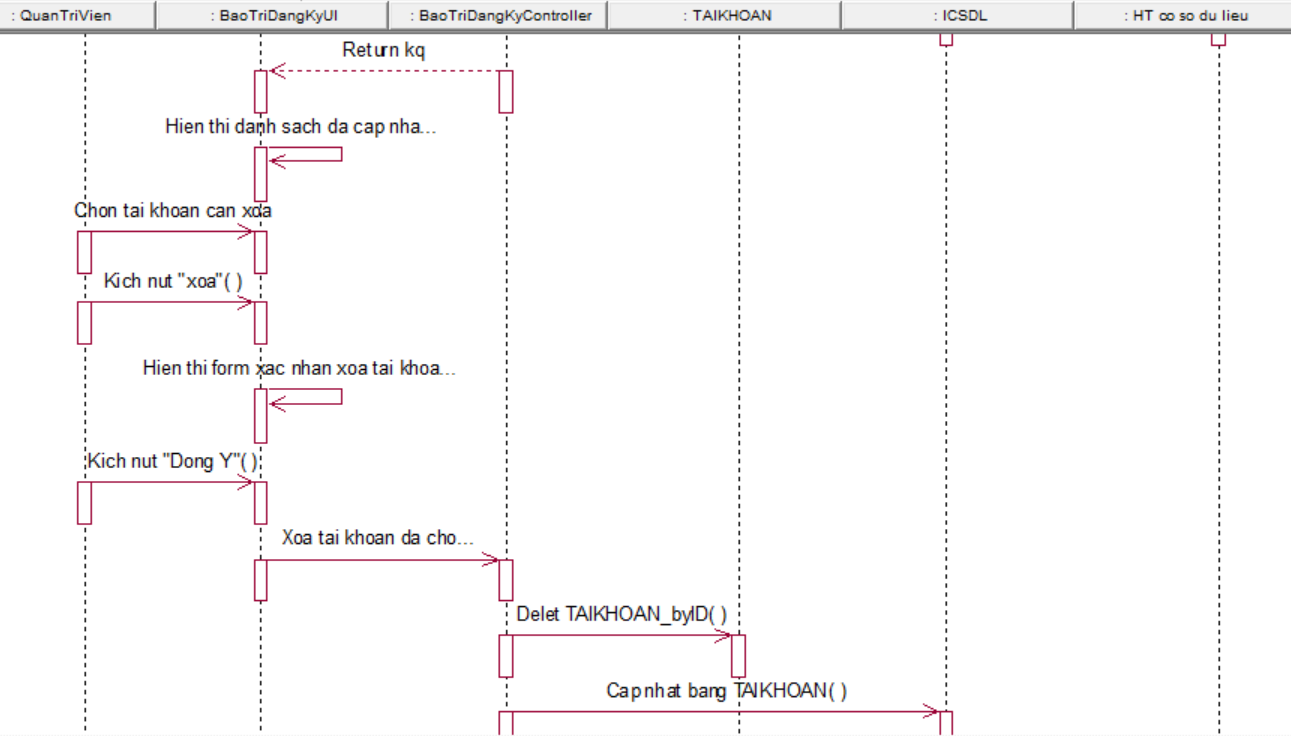 : QuanTriVien
: BaoTriDangKyUI
: BaoTriDangKyController
: TAIKHOAN
: ICSDL
: HT co so du lieu
Return kq
Hien thi danh sach da cap nha...
Chon tai khoan can xoa
Kich nut "xoa"( )
Hien thi form xac nhan xoa tai khoa...
Kich nut "Dong Y"( )
Xoa tai khoan da cho...
Delet TAIKHOAN_byID( )
Cap nhat bang TAIKHOAN( )